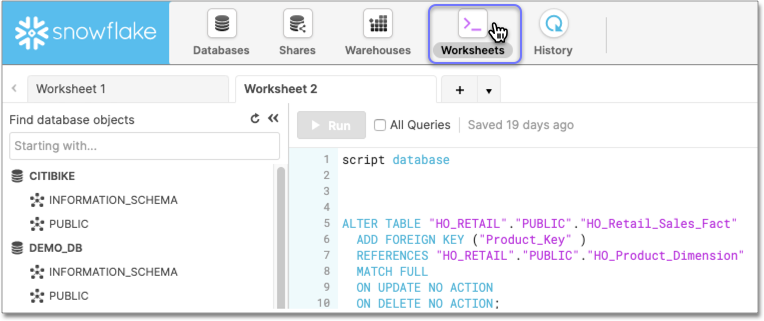 snowflake
Databases
Shares
Warehouses
Worksheets
History
Worksheet 1
Worksheet 2
+
Find database objects
Starting with...
CITIBIKE
INFORMATION_SCHEMA
PUBLIC
DEMO_DB
INFORMATION_SCHEMA
PUBLIC
Run
All Queries
Saved 19 days ago
1 script database
2
3
4
5 ALTER TABLE "HO_RETAIL"."PUBLIC"."HO_Retail_Sales_Fact"
6 ADD FOREIGN KEY ("Product_Key" )
7 REFERENCES "HO_RETAIL"."PUBLIC"."HO_Product_Dimension"
8 MATCH FULL
9 ON UPDATE NO ACTION
10 ON DELETE NO ACTION;